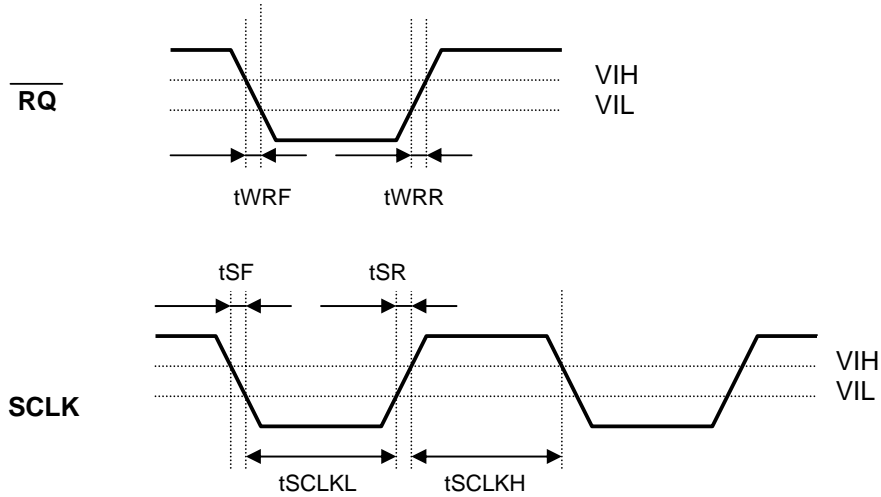 VIH
RQ
VIL
tWRF tWRR
tSF tSR
VIH
VIL
SCLK
tSCLKL tSCLKH